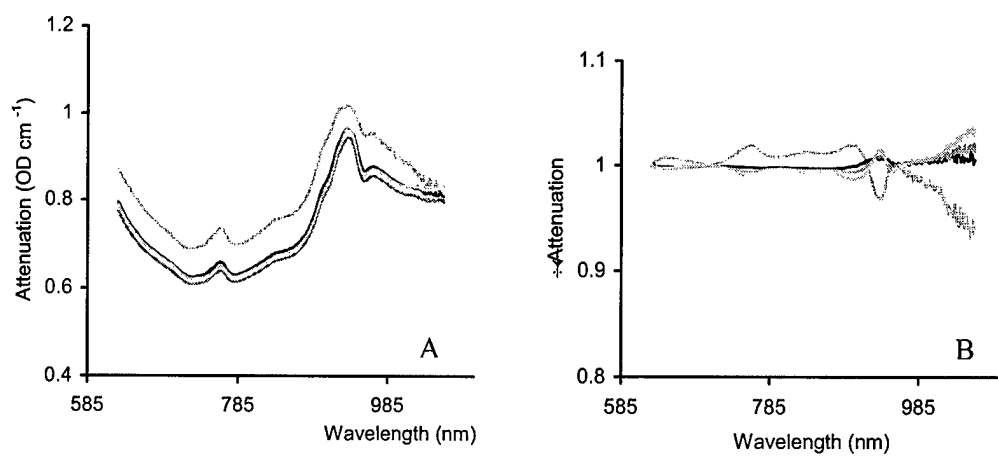 1.2
1
0.8
0.6
0.4
585
785
985
Attenuation (OD cm -1)
Wavelength (nm)
A
1.1
1
0.9
0.8
585
785
985
Attenuation
Wavelength (nm)
B